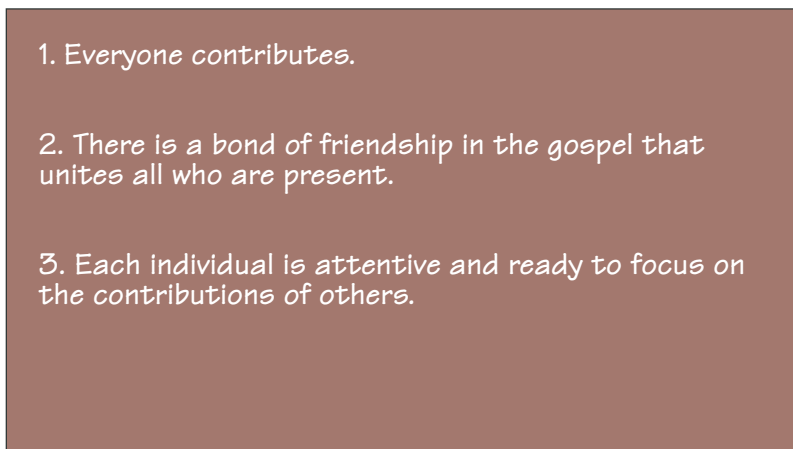 1. Everyone contributes.
2. There is a bond of friendship in the gospel that
unites all who are present.
3. Each individual is attentive and ready to focus on
the contributions of others.